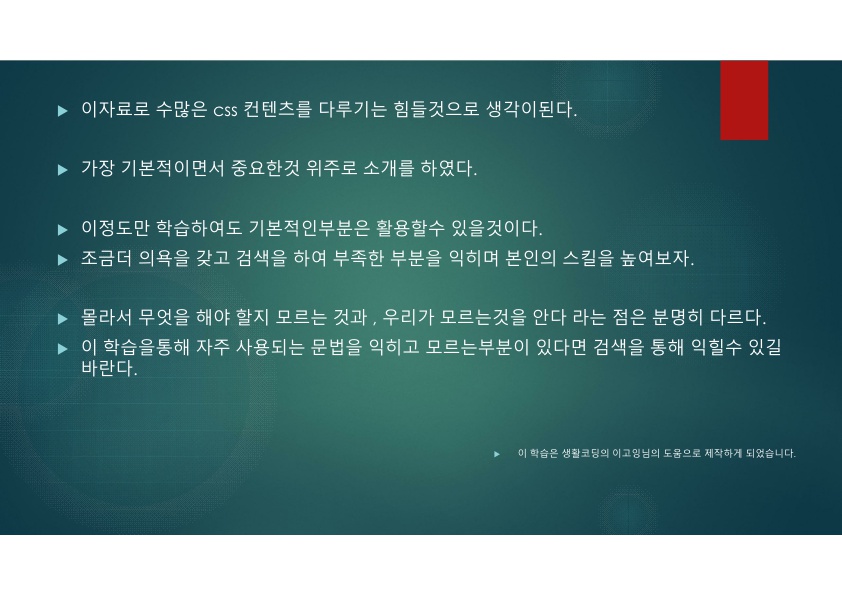 이자료로 수많은 css 컨텐츠를 다루기는 힘들것으로 생각이된다.
가장 기본적이면서 중요한것 위주로 소개를 하였다.
이정도만 학습하여도 기본적인부분은 활용할수 있을것이다.
조금더 의욕을 갖고 검색을 하여 부족한 부분을 익히며 본인의 스킬을 높여보자.
몰라서 무엇을 해야 할지 모르는 것과 , 우리가 모르는것을 안다 라는 점은 분명히 다르다.
이 학습을통해 자주 사용되는 문법을 익히고 모르는부분이 있다면 검색을 통해 익힐수 있길
바란다.
이 학습은 생활코딩의 이고잉님의 도움으로 제작하게 되었습니다.